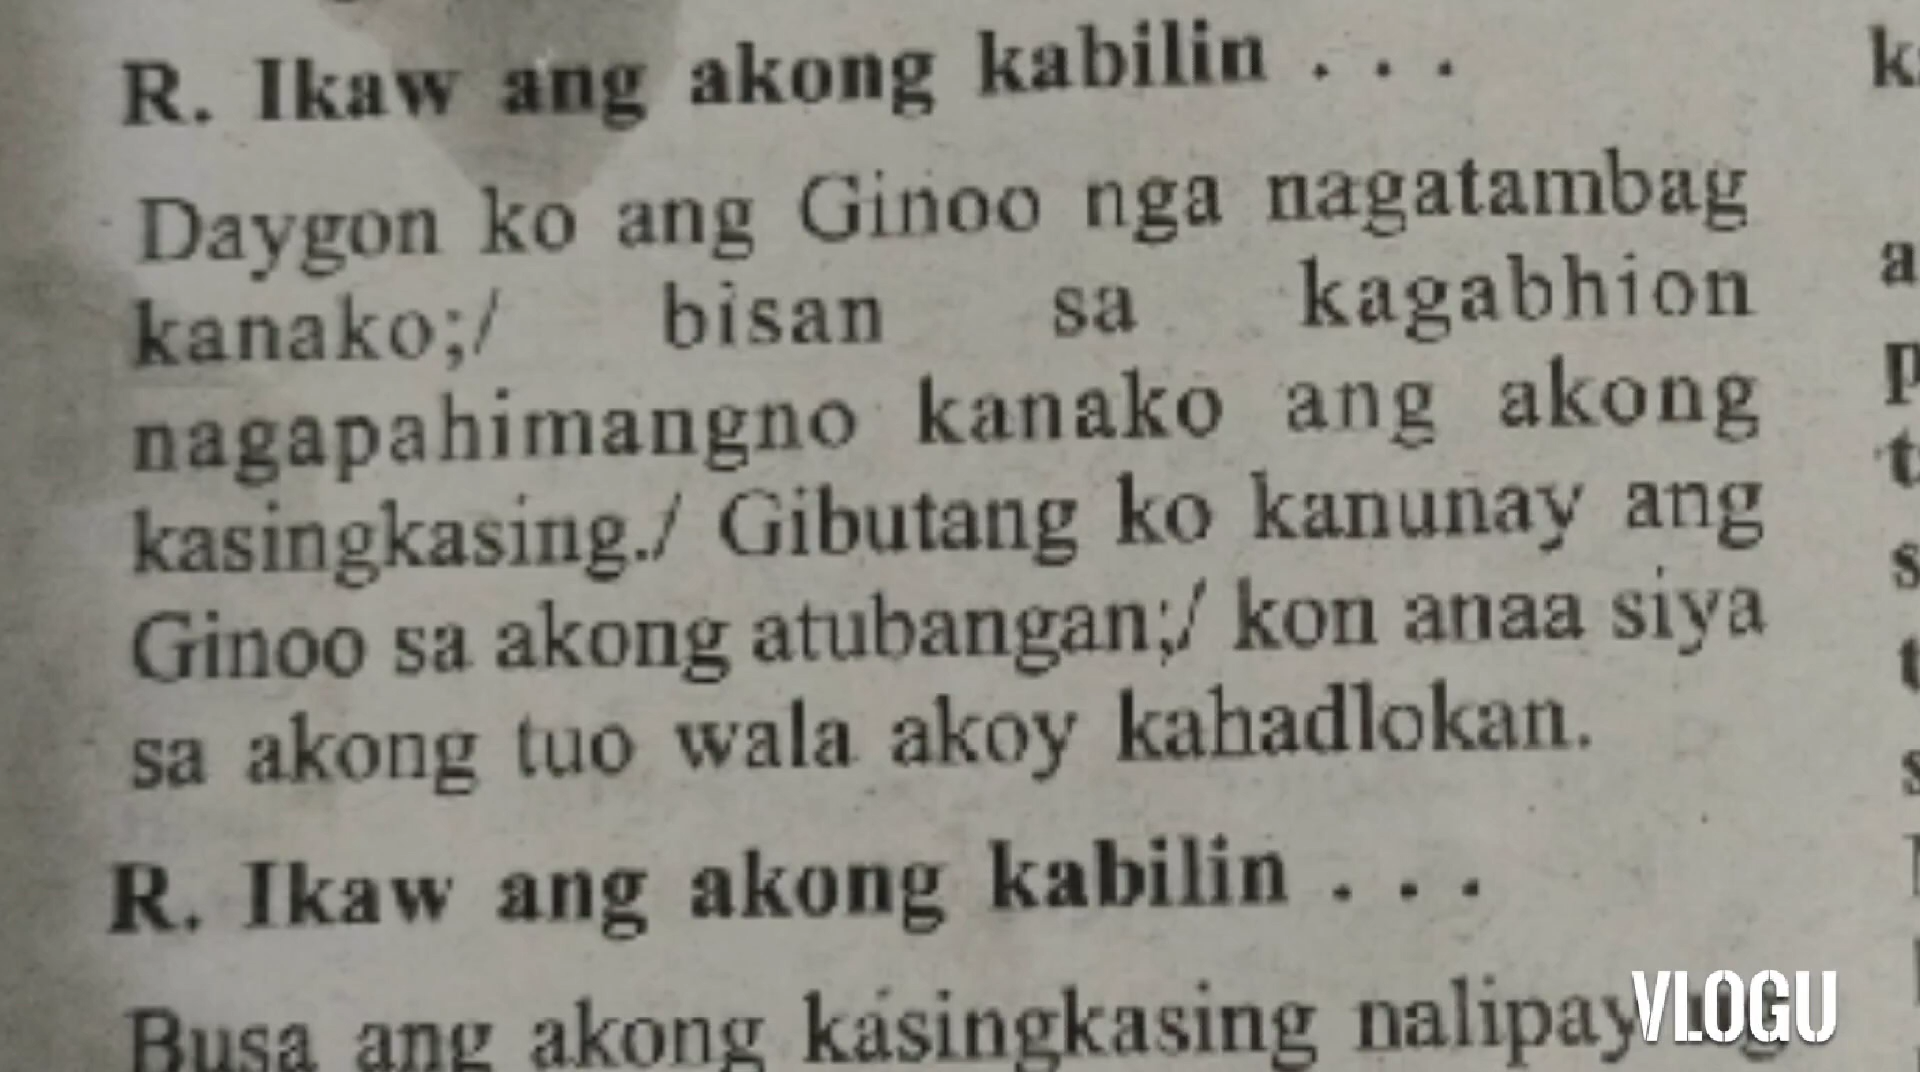 R. Ikaw ang akong kabilin . . .
Daygon ko ang Ginoo nga nagatambag
kanako;/ bisan sa kagabhion
nagapahimangno kanako ang akong
kasingkasing./ Gibutang ko kanunay ang
Ginoo sa akong atubangan;/ kon anaa siya
sa akong tuo wala akoy kahadlokan.
R. Ikaw ang akong kabilin . . .
Busa ang akong kasingkasing nalipay
VLOGU